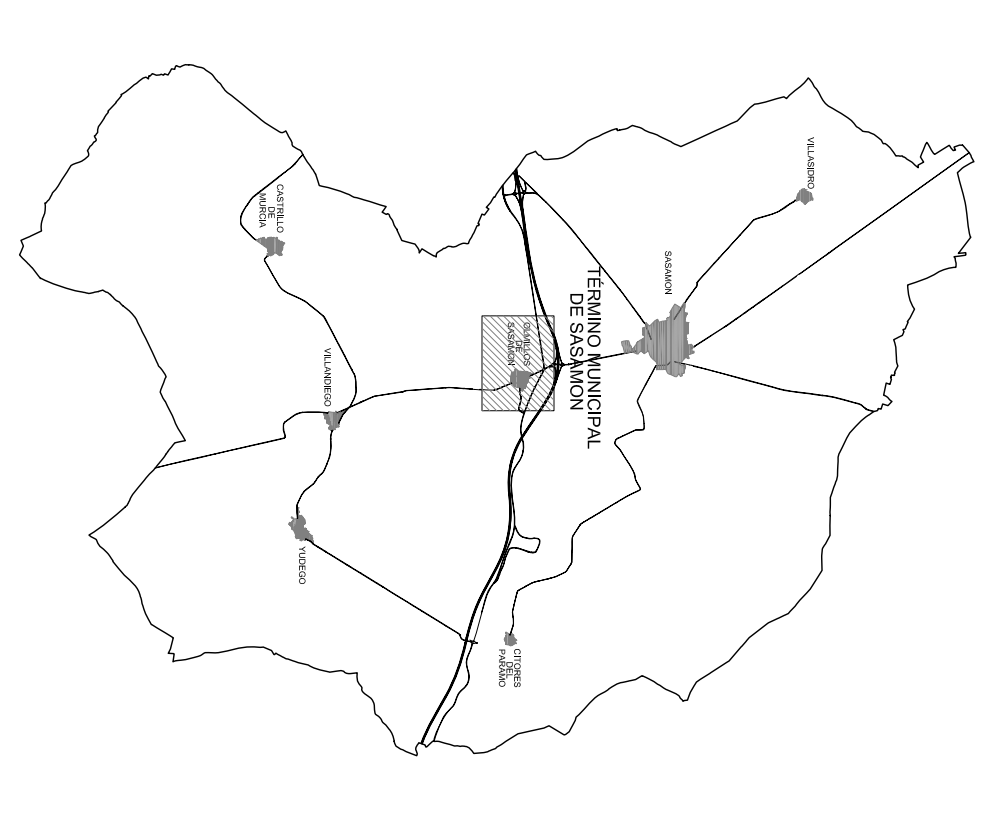 VILLASIDRO
SASAMON
TÉRMINO MUNICIPAL
DE SASAMON
CASTRILLO
DE
MURCIA
OLMILLOS
DE
SASAMON
VILLANDIEGO
YUDEGO
CITORES
DEL
PARAMO